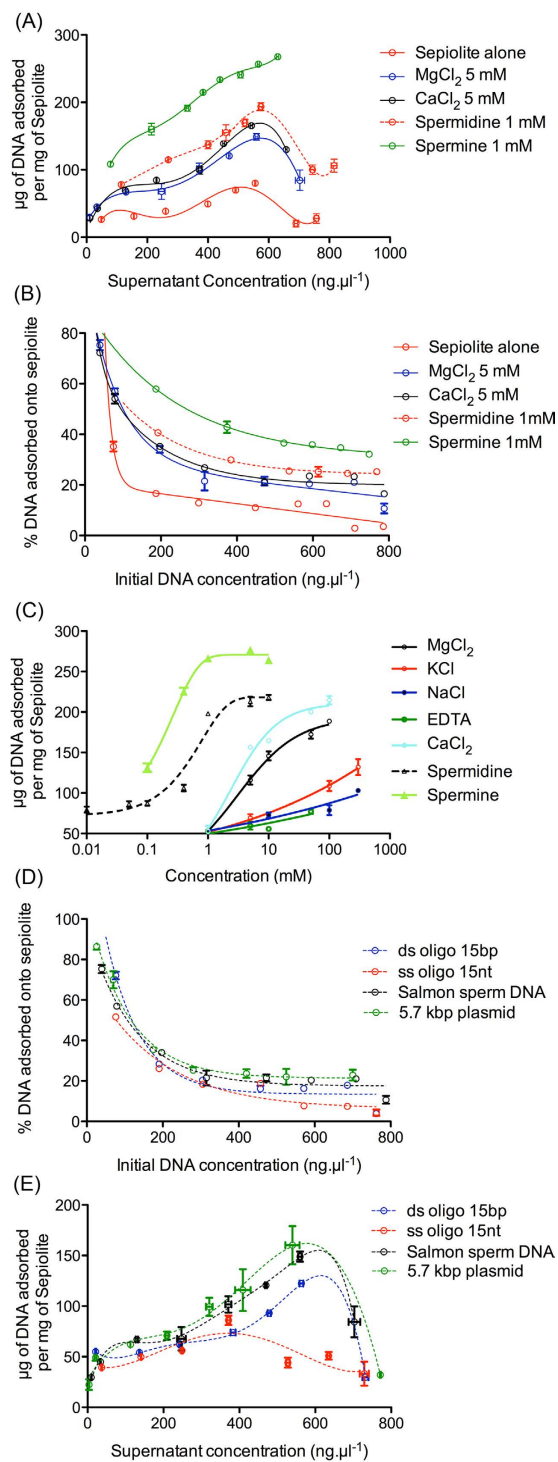 (A)
300
200
100
0
0 200 400 600 800 1000
µg of DNA adsorbed
per mg of Sepiolite
Supernatant Concentration (ng.µl-1)
Sepiolite alone
MgCl2 5 mM
CaCl2 5 mM
Spermidine 1 mM
Spermine 1 mM
(B)
80
60
40
20
0
0 200 400 600 800
% DNA adsorbed onto sepiolite
Initial DNA concentration (ng.µl-1)
Sepiolite alone
MgCl2 5 mM
CaCl2 5 mM
Spermidine 1mM
Spermine 1mM
(C)
300
250
200
150
100
50
0.01 0.1 1 10 100 1000
µg of DNA adsorbed
per mg of Sepiolite
Concentration (mM)
MgCl2
KCl
NaCl
EDTA
CaCl2
Spermidine
Spermine
(D)
100
80
60
40
20
0
0 200 400 600 800
% DNA adsorbed onto sepiolite
Initial DNA concentration (ng.µl-1)
ds oligo 15bp
ss oligo 15nt
Salmon sperm DNA
5.7 kbp plasmid
(E)
200
150
100
50
0
0 200 400 600 800
µg of DNA adsorbed
per mg of Sepiolite
Supernatant concentration (ng.µl-1)
ds oligo 15bp
ss oligo 15nt
Salmon sperm DNA
5.7 kbp plasmid